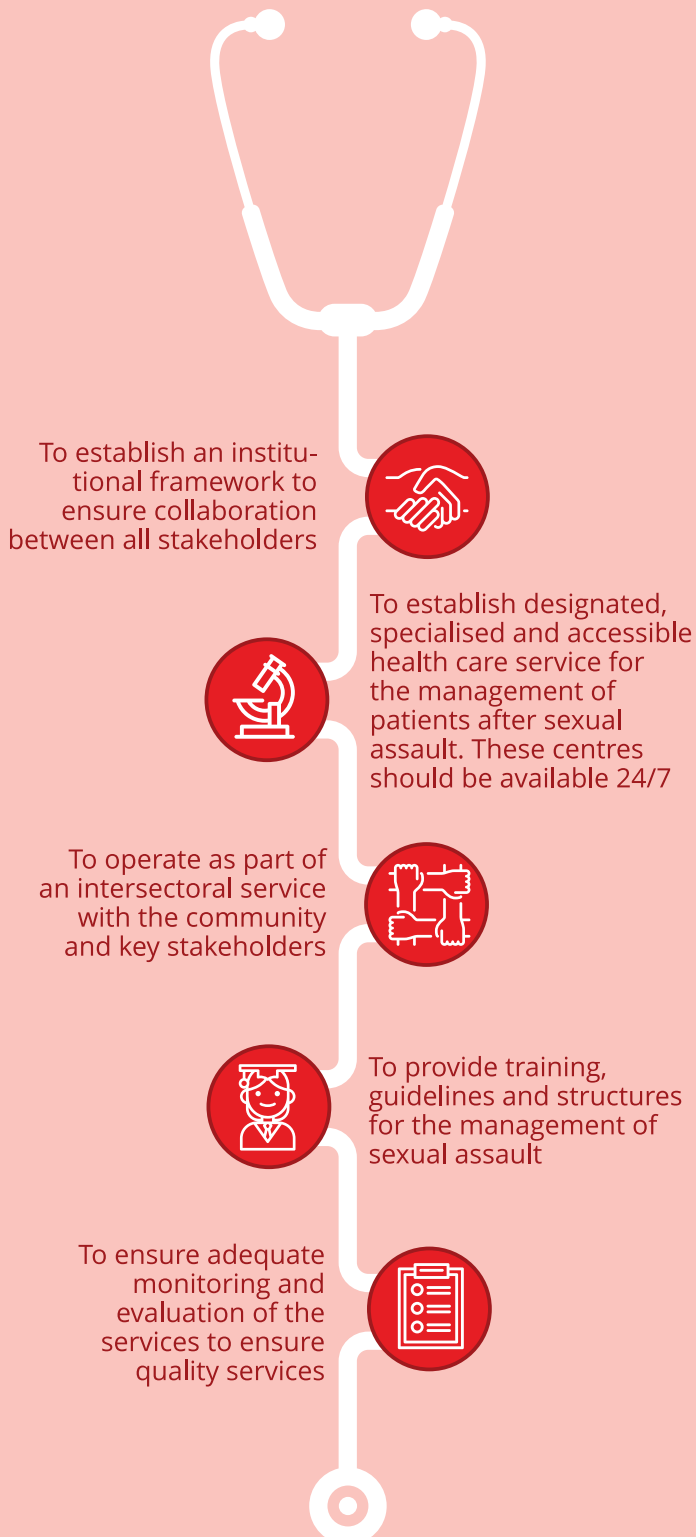 To establish an institu-
tional framework to
ensure collaboration
between all stakeholders
To establish designated,
specialised and accessible
health care service for
the management of
patients after sexual
assault. These centres
should be available 24/7
To operate as part of
an intersectoral service
with the community
and key stakeholders
To provide training,
guidelines and structures
for the management of
sexual assault
To ensure adequate
monitoring and
evaluation of the
services to ensure
quality services